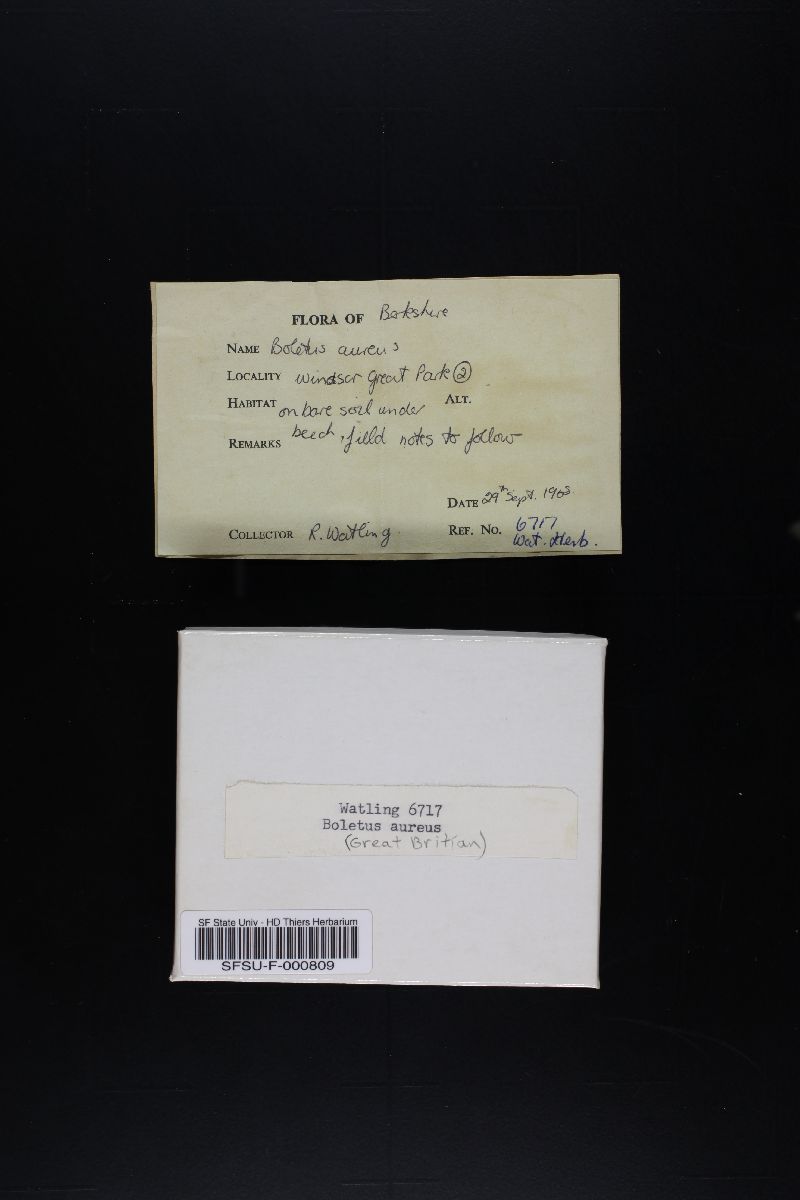 FLORA OF Berkshire
NAME Boletus aureus
LOCALITY Windsor Great Park ②
HABITAT on bare soil under ALT.
REMARKS beech, field notes to follow
DATE 29th Sept.
COLLECTOR R. Watling. REF. NO. 6717
Wat. Herb.
Watling 6717
Boletus aureus
(Great Britian)
SF State Univ - HD Thiers Herbarium
SFSU-F-000809